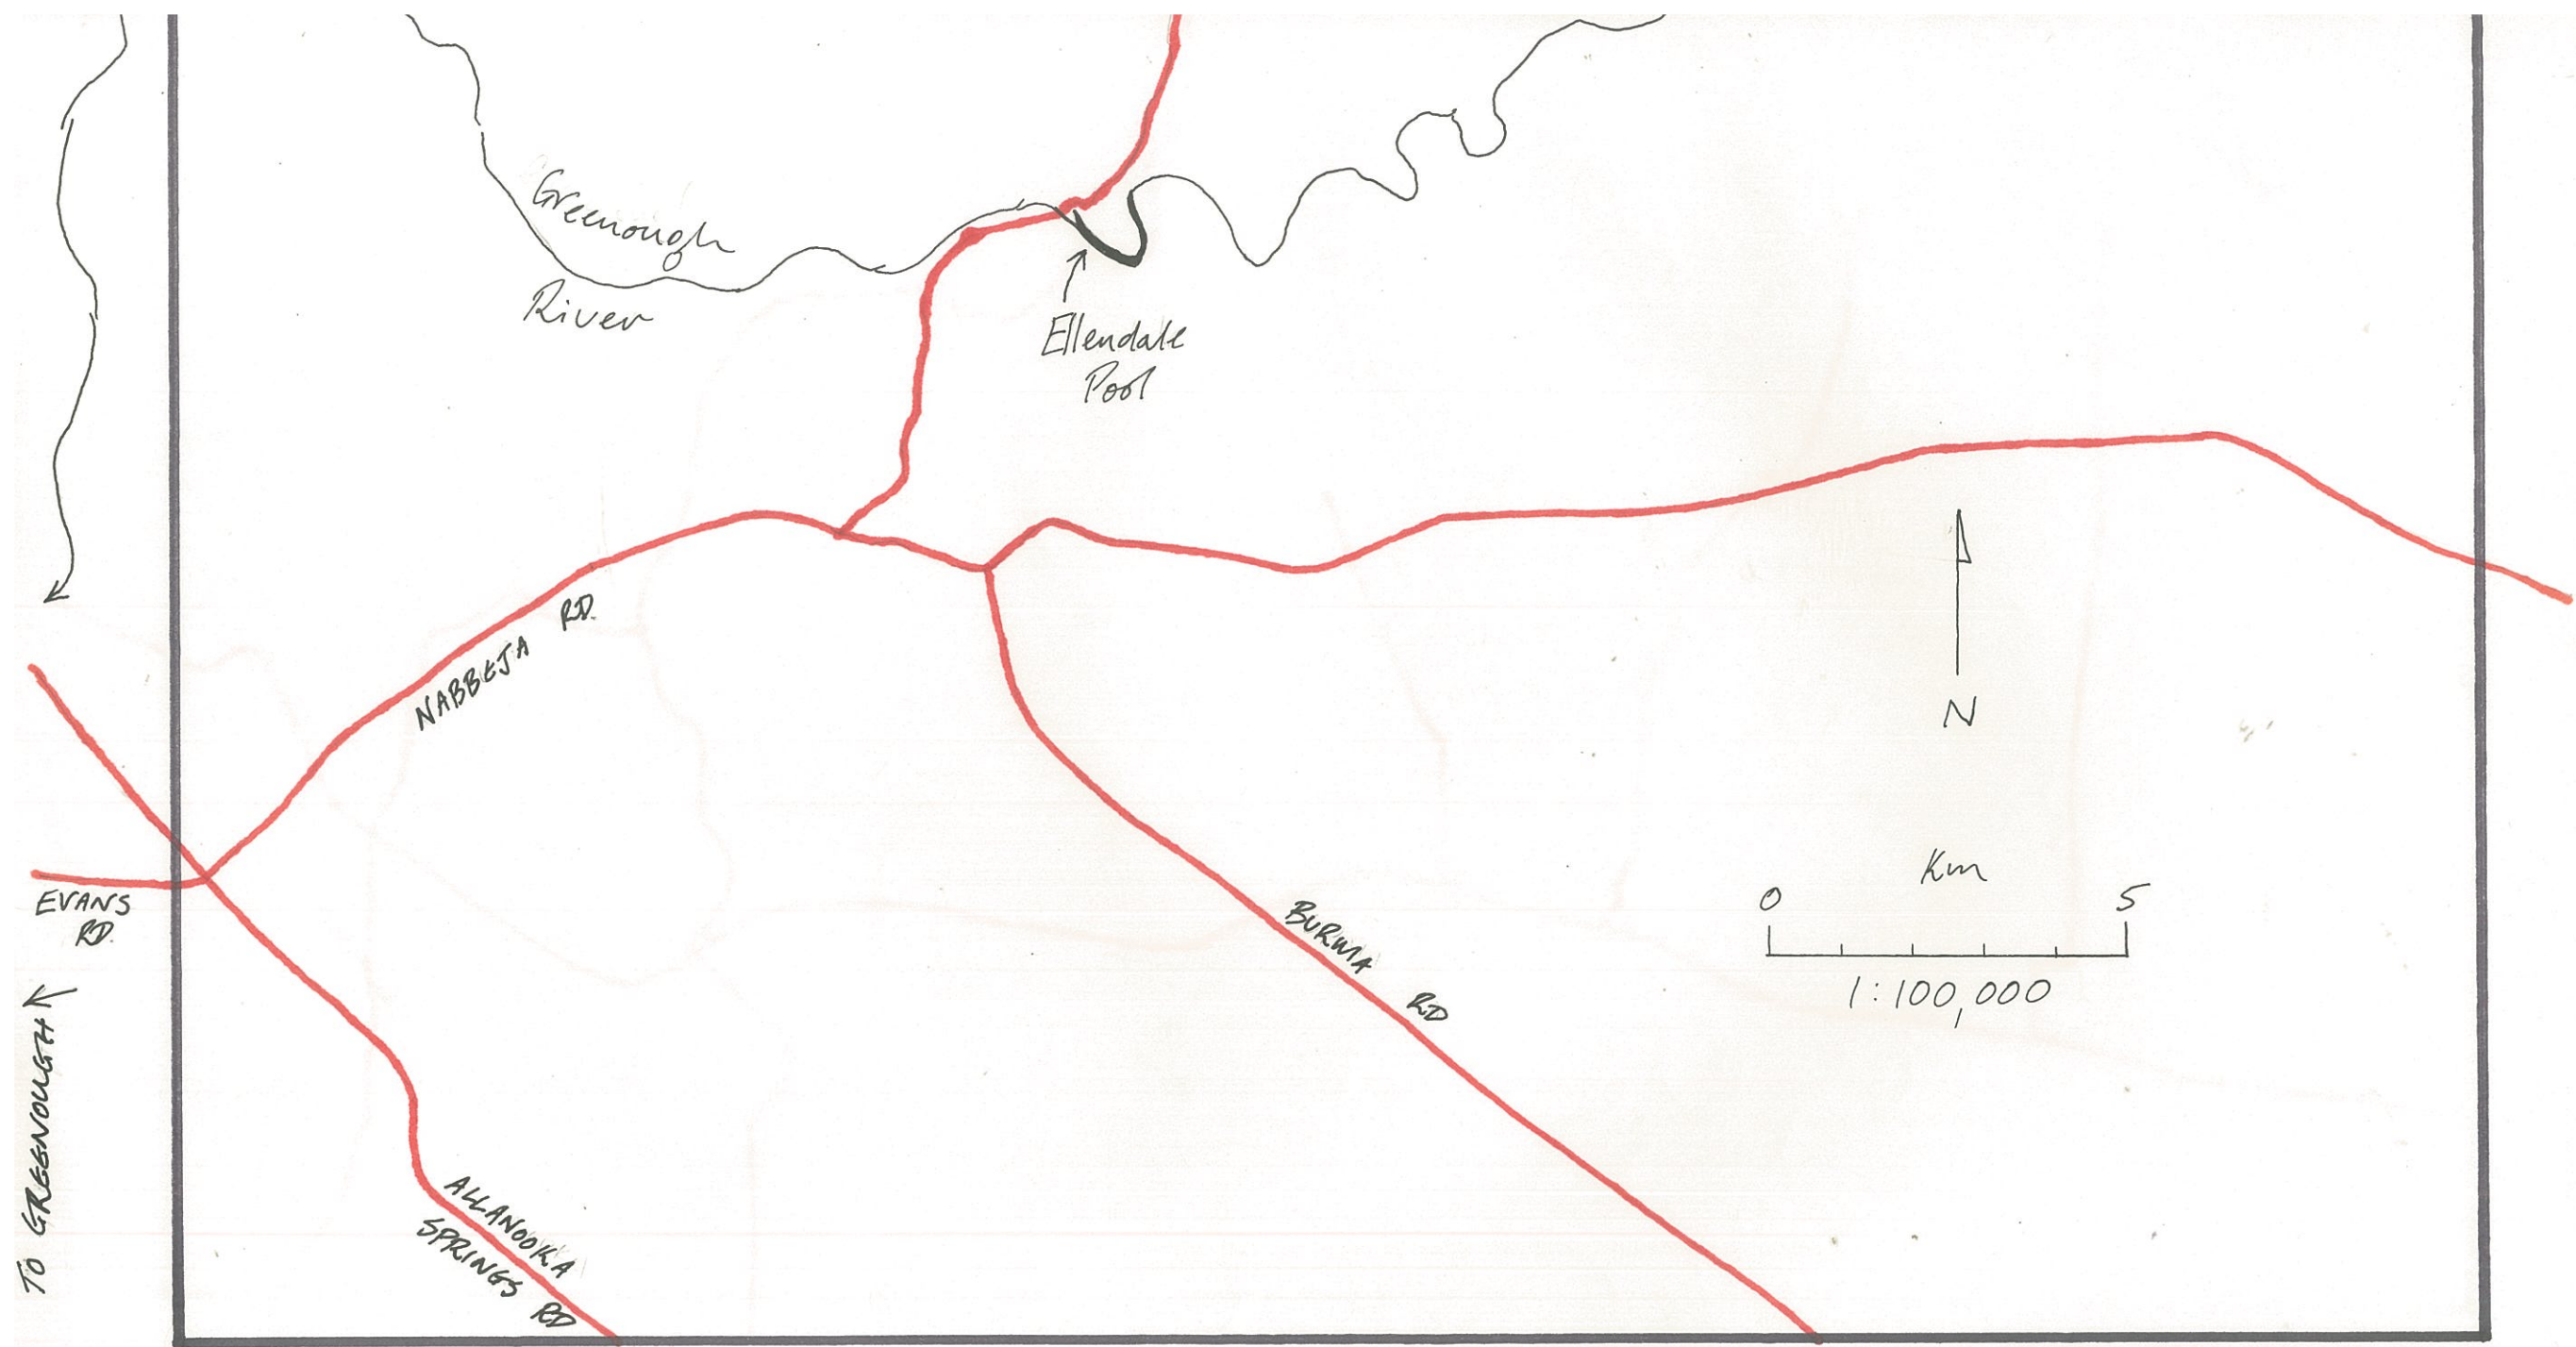 Greenough
River
Ellendale
Pool
NABBEJA RD.
N
EVANS
RD.
Km
0 5
1:100,000
BURMA RD
TO GREENOUGH
ALLANOOKA
SPRINGS RD